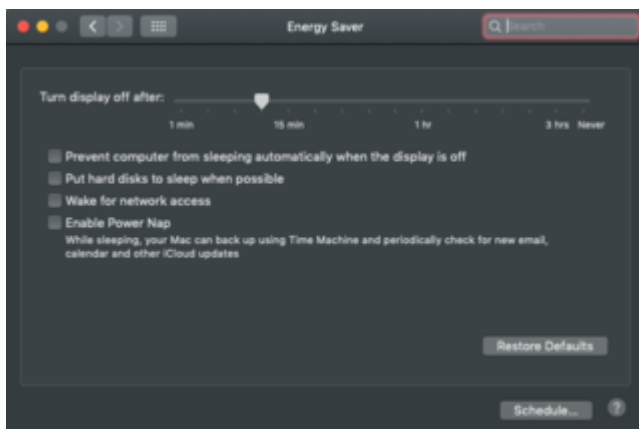 Energy Saver
Search
Turn display off after:
1 min 15 min 1 hr 3 hrs Never
Prevent computer from sleeping automatically when the display is off
Put hard disks to sleep when possible
Wake for network access
Enable Power Nap
While sleeping, your Mac can back up using Time Machine and periodically check for new email,
calendar and other iCloud updates
Restore Defaults
Schedule... ?